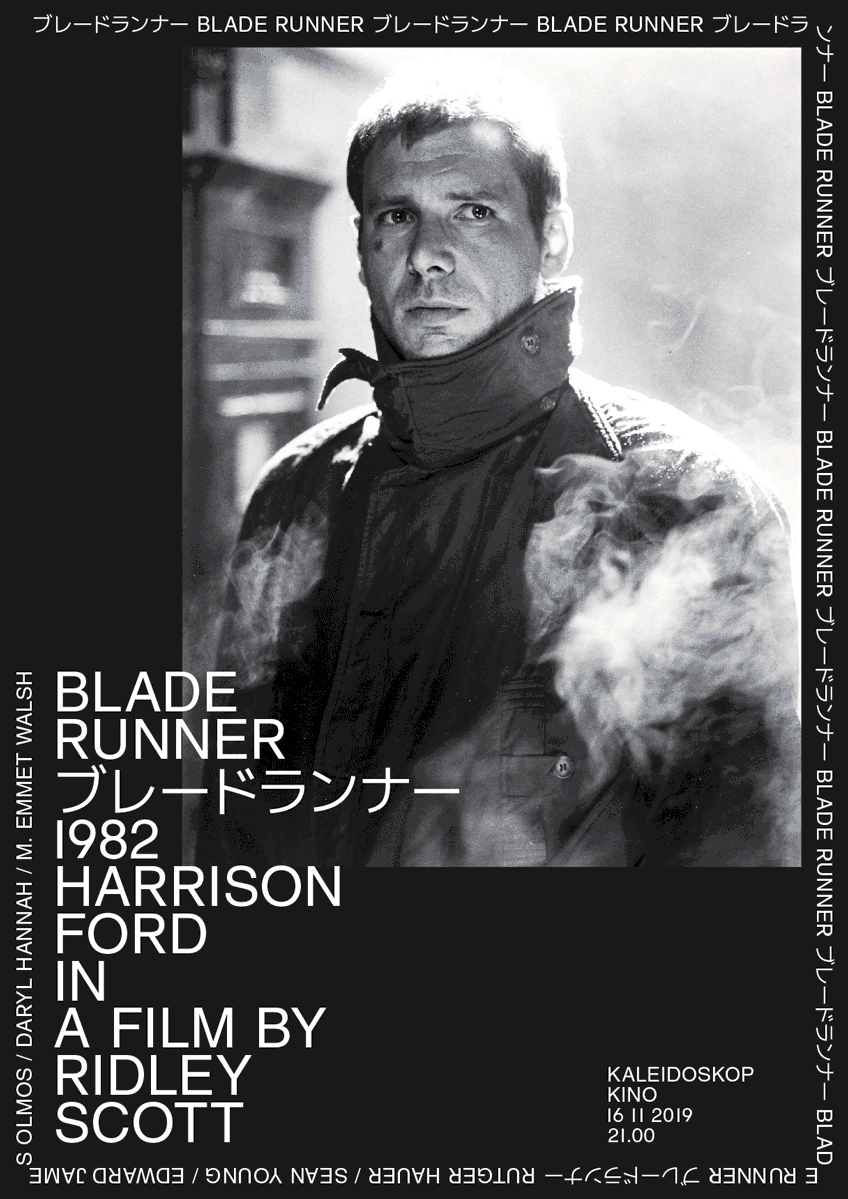 ブレードランナー BLADE RUNNER ブレードランナー BLADE RUNNER ブレードラ
ンナー BLADE RUNNER ブレードランナー BLADE RUNNER ブレードランナー BLADE RUNNER ブレードランナー BLAD
E RUNNER ブレードランナー RUTGER HAUER / SEAN YOUNG / EDWARD JAME
S OLMOS / DARYL HANNAH / M. EMMET WALSH
BLADE
RUNNER
ブレードランナー
1982
HARRISON
FORD
IN
A FILM BY
RIDLEY
SCOTT
KALEIDOSKOP
KINO
16 11 2019
21.00